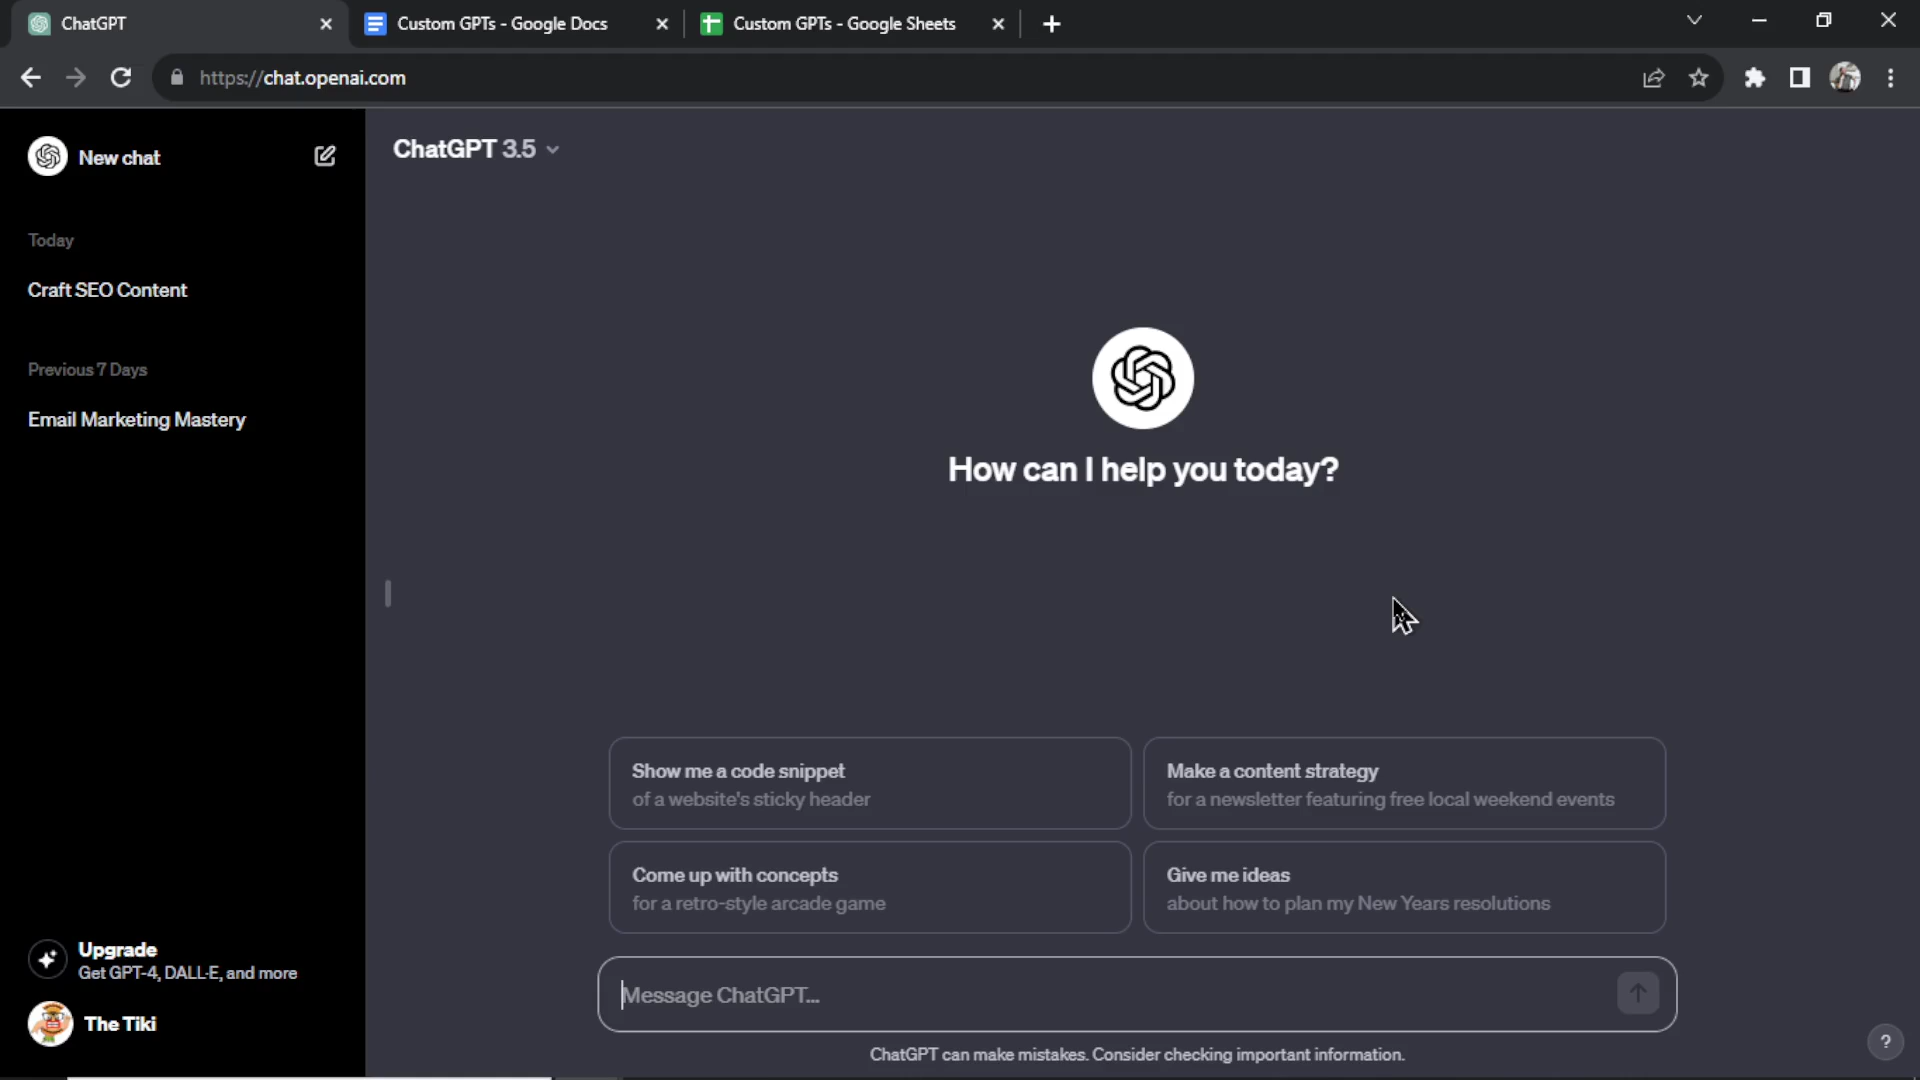 ChatGPT
Custom GPTs - Google Docs
Custom GPTs - Google Sheets
https://chat.openai.com
New chat
ChatGPT 3.5
Today
Craft SEO Content
Previous 7 Days
Email Marketing Mastery
How can I help you today?
Show me a code snippet
of a website's sticky header
Make a content strategy
for a newsletter featuring free local weekend events
Come up with concepts
for a retro-style arcade game
Give me ideas
about how to plan my New Years resolutions
Upgrade
Get GPT-4, DALL·E, and more
The Tiki
Message ChatGPT...
ChatGPT can make mistakes. Consider checking important information.
?